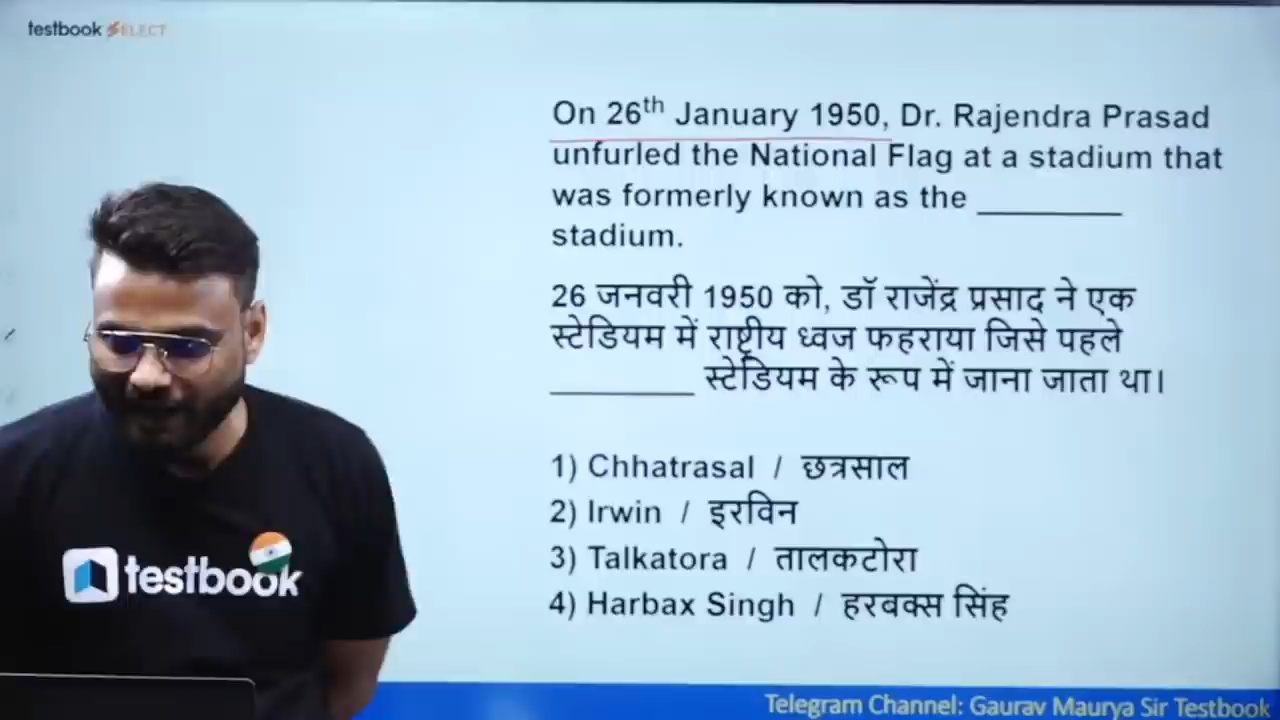 testbook SELECT
On 26th January 1950, Dr. Rajendra Prasad
unfurled the National Flag at a stadium that
was formerly known as the ________
stadium.
26 जनवरी 1950 को, डॉ राजेंद्र प्रसाद ने एक
स्टेडियम में राष्ट्रीय ध्वज फहराया जिसे पहले
________ स्टेडियम के रूप में जाना जाता था।
1) Chhatrasal / छत्रसाल
2) Irwin / इरविन
3) Talkatora / तालकटोरा
4) Harbax Singh / हरबक्स सिंह
testbook
Telegram Channel: Gaurav Maurya Sir Testbook